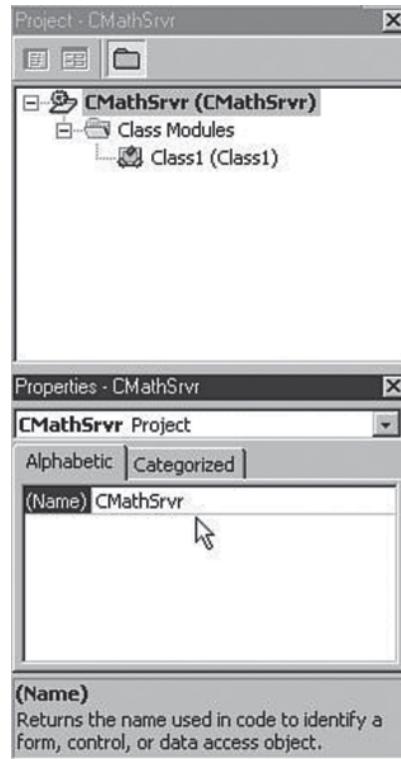 Project - CMathSrvr
CMathSrvr (CMathSrvr)
Class Modules
Class1 (Class1)
Properties - CMathSrvr
CMathSrvr Project
Alphabetic Categorized
(Name) CMathSrvr
(Name)
Returns the name used in code to identify a
form, control, or data access object.